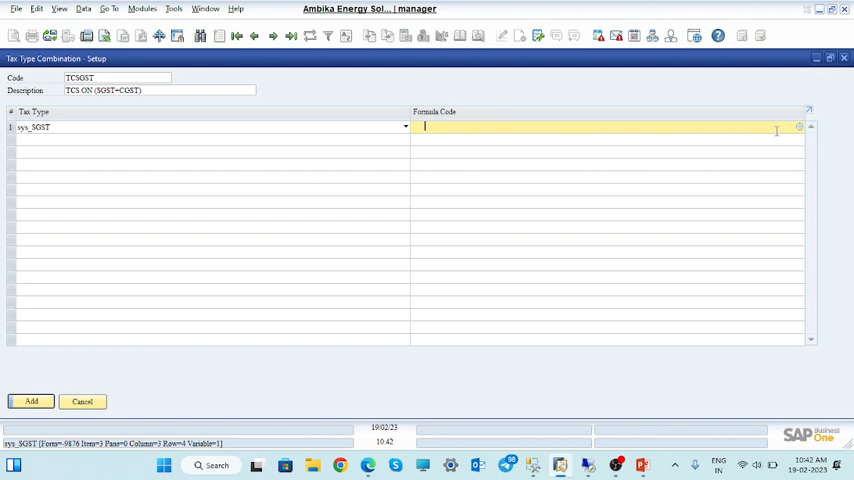 File Edit View Data Go To Modules Tools Window Help
Ambika Energy Sol... | manager
Tax Type Combination - Setup
Code TCSGST
Description TCS ON (SGST+CGST)
# Tax Type Formula Code
1 sys_SGST
Add Cancel
19/02/23
10:42
sys_SGST [Form=-9876 Item=3 Pane=0 Column=3 Row=4 Variable=1]
SAP Business One
Search
98
ENG
IN
10:42 AM
19-02-2023